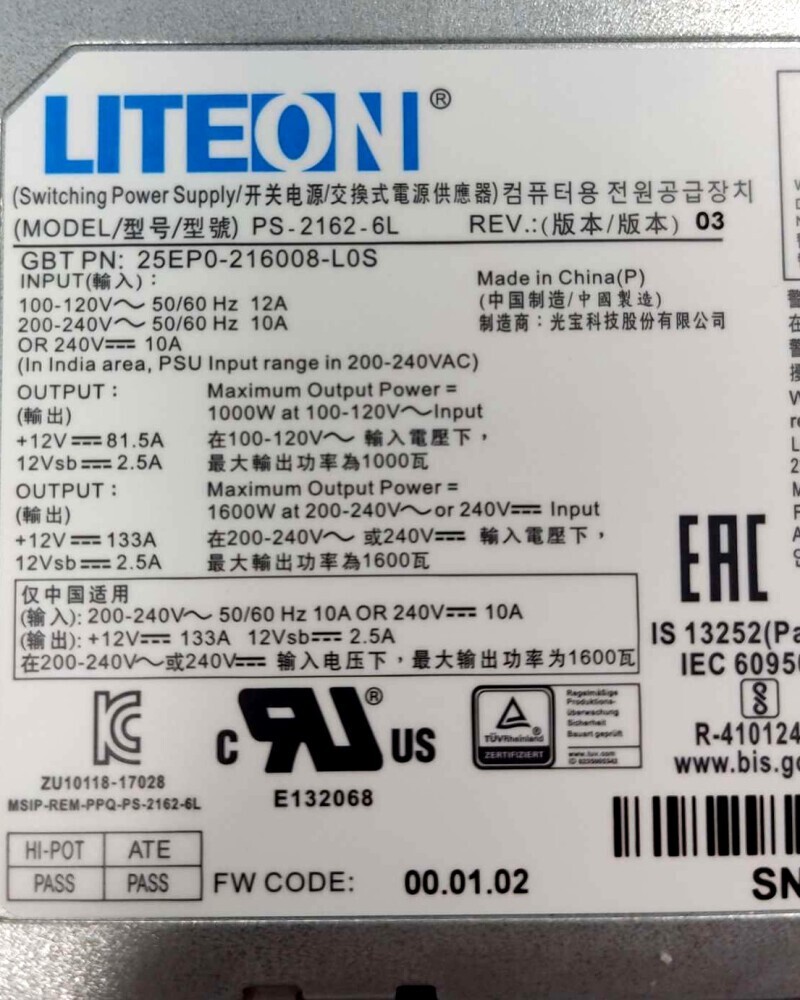 LITEON®
(Switching Power Supply/开关电源/交換式電源供應器)컴퓨터용 전원공급장치
(MODEL/型号/型號) PS-2162-6L REV.:(版本/版本) 03
GBT PN: 25EP0-216008-L0S
INPUT(輸入)：
100-120V～ 50/60 Hz 12A
200-240V～ 50/60 Hz 10A
OR 240V⎓ 10A
(In India area, PSU Input range in 200-240VAC)
Made in China(P)
(中国制造/中國製造)
制造商：光宝科技股份有限公司
OUTPUT：
(輸出)
+12V⎓81.5A
12Vsb⎓2.5A
Maximum Output Power =
1000W at 100-120V～Input
在100-120V～ 輸入電壓下，
最大輸出功率為1000瓦
OUTPUT：
(輸出)
+12V⎓ 133A
12Vsb⎓2.5A
Maximum Output Power =
1600W at 200-240V～or 240V⎓ Input
在200-240V～ 或240V⎓ 輸入電壓下，
最大輸出功率為1600瓦
仅中国适用
(输入): 200-240V～ 50/60 Hz 10A OR 240V⎓ 10A
(输出): +12V⎓ 133A 12Vsb⎓ 2.5A
在200-240V～或240V⎓ 输入电压下，最大输出功率为1600瓦
EAC
IS 13252(Pa
IEC 6095
R-410124
www.bis.go
ZU10118-17028
MSIP-REM-PPQ-PS-2162-6L
C RU® US
E132068
TÜVRheinland®
ZERTIFIZIERT
Regelmäßige
Produktions-
überwachung
Sicherheit
Bauart geprüft
www.tuv.com
HI-POT ATE
PASS PASS
FW CODE: 00.01.02
SN